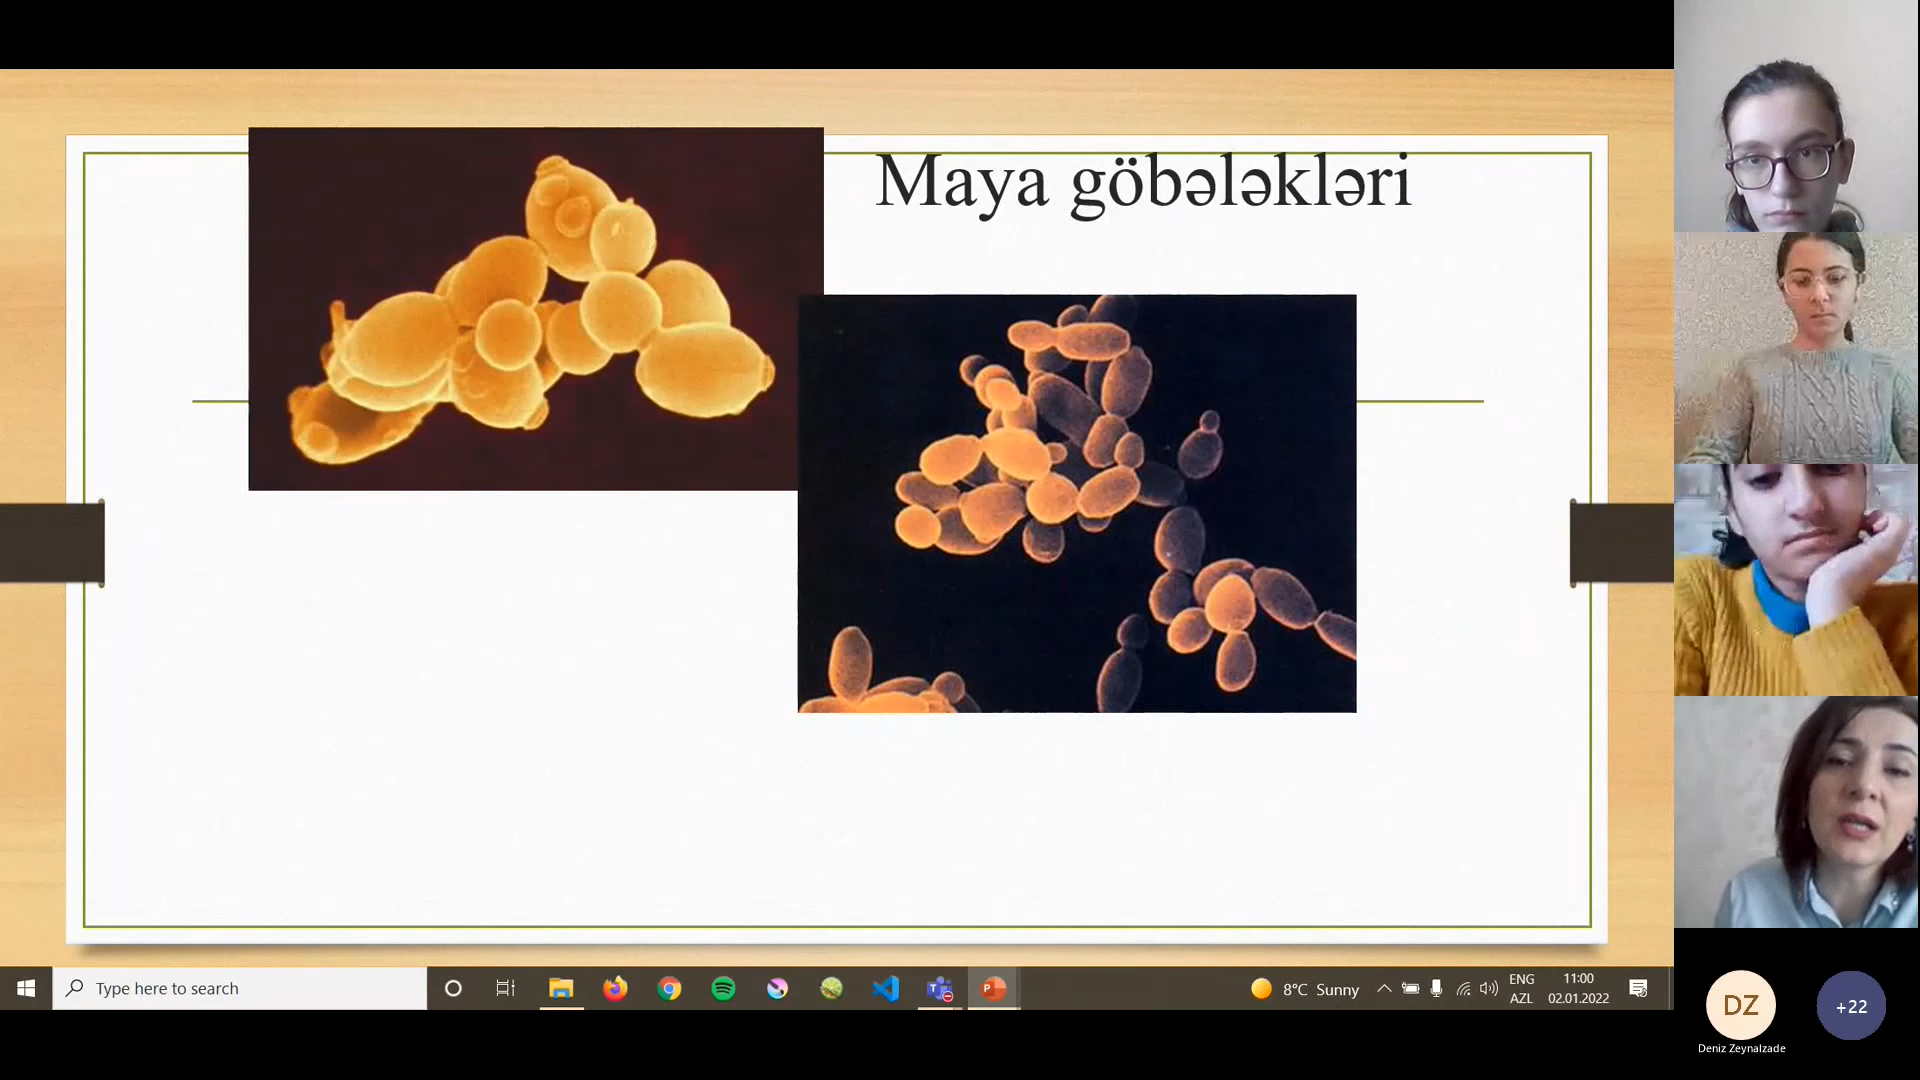 Maya göbələkləri
Type here to search
8°C Sunny
ENG
AZL
11:00
02.01.2022
DZ
Deniz Zeynalzade
+22